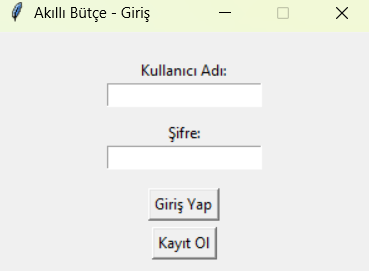 Akıllı Bütçe - Giriş
Kullanıcı Adı:
Şifre:
Giriş Yap
Kayıt Ol